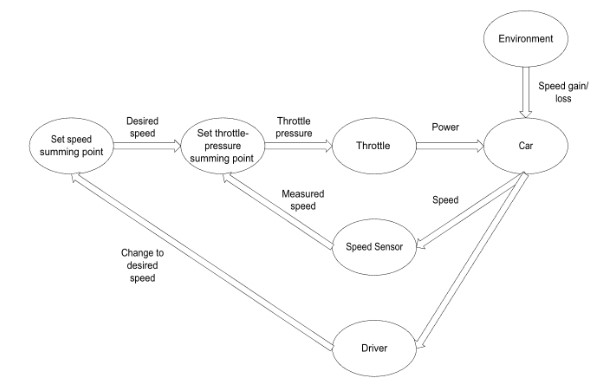 Environment
Speed gain/
loss
Desired
speed
Throttle
pressure
Power
Set speed
summing point
Set throttle-
pressure
summing point
Throttle
Car
Measured
speed
Speed
Speed Sensor
Change to
desired
speed
Driver